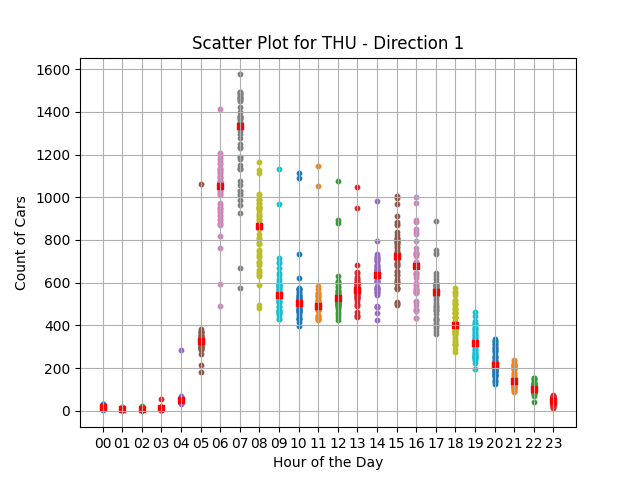 Scatter Plot for THU - Direction 1
1600
1400
1200
1000
800
600
400
200
0
Count of Cars
00 01 02 03 04 05 06 07 08 09 10 11 12 13 14 15 16 17 18 19 20 21 22 23
Hour of the Day